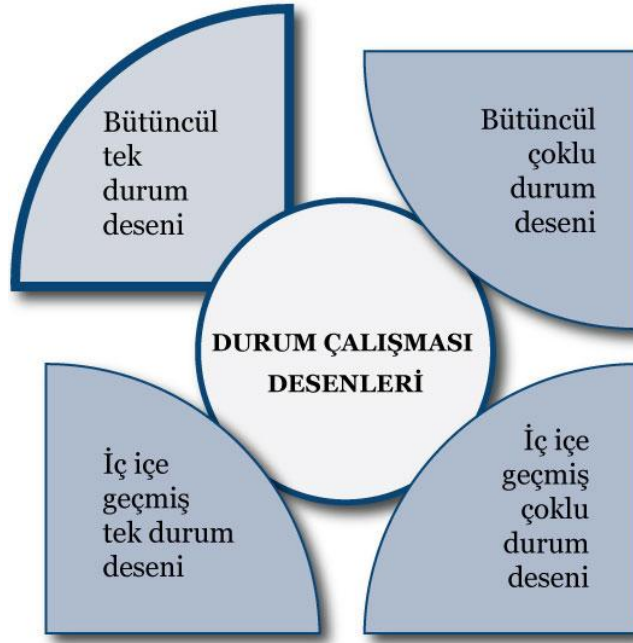 Bütüncül
tek
durum
deseni
Bütüncül
çoklu
durum
deseni
DURUM ÇALIŞMASI
DESENLERİ
İç içe
geçmiş
tek durum
deseni
İç içe
geçmiş
çoklu
durum
deseni